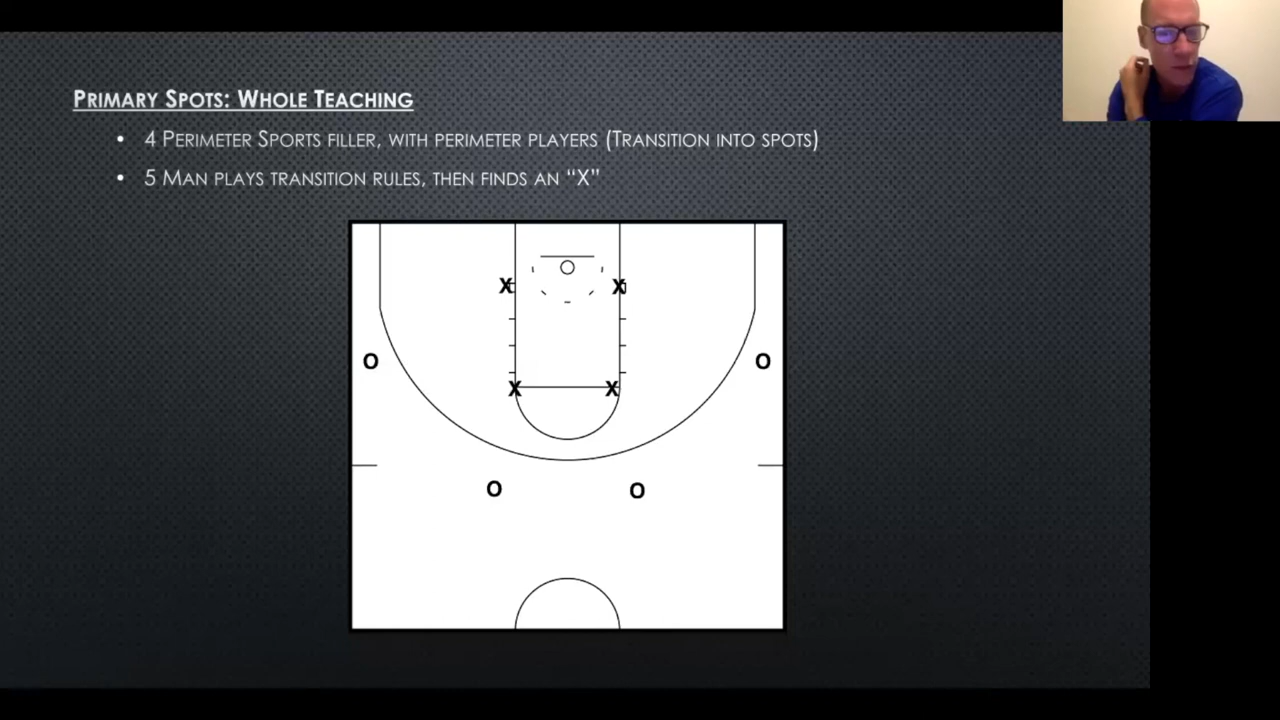 Primary Spots: Whole Teaching
• 4 Perimeter Sports filler, with perimeter players (Transition into spots)
• 5 Man plays transition rules, then finds an “X”
X X
O O
X X
O O